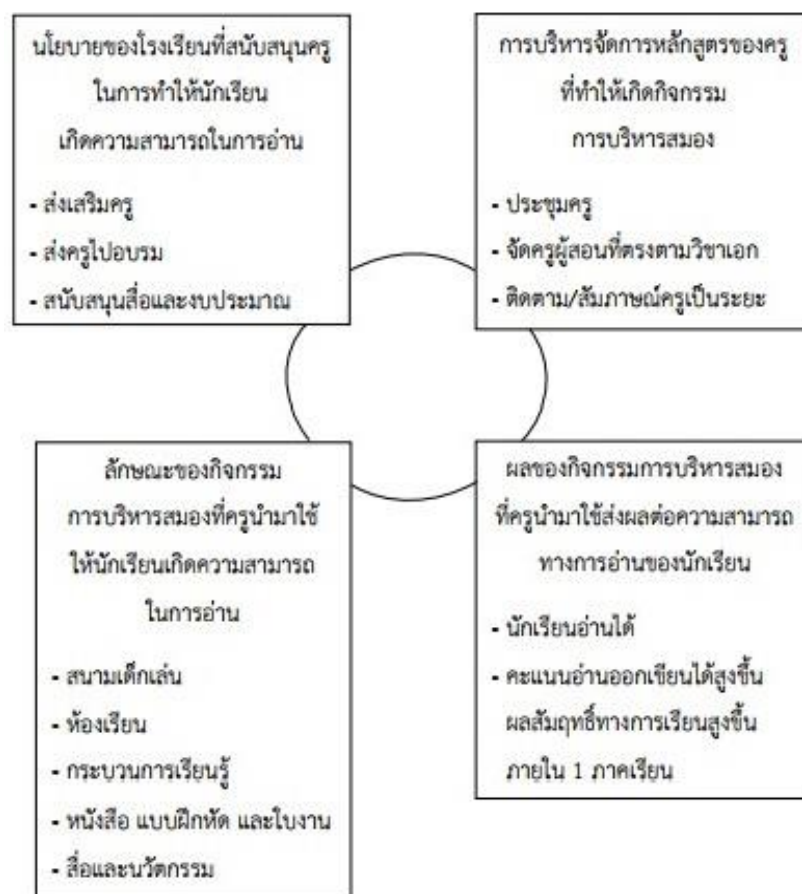 นโยบายของโรงเรียนที่สนับสนุนครู
ในการทำให้นักเรียน
เกิดความสามารถในการอ่าน
- ส่งเสริมครู
- ส่งครูไปอบรม
- สนับสนุนสื่อและงบประมาณ
การบริหารจัดการหลักสูตรของครู
ที่ทำให้เกิดกิจกรรม
การบริหารสมอง
- ประชุมครู
- จัดครูผู้สอนที่ตรงตามวิชาเอก
- ติดตาม/สัมภาษณ์ครูเป็นระยะ
ลักษณะของกิจกรรม
การบริหารสมองที่ครูนำมาใช้
ให้นักเรียนเกิดความสามารถ
ในการอ่าน
- สนามเด็กเล่น
- ห้องเรียน
- กระบวนการเรียนรู้
- หนังสือ แบบฝึกหัด และใบงาน
- สื่อและนวัตกรรม
ผลของกิจกรรมการบริหารสมอง
ที่ครูนำมาใช้ส่งผลต่อความสามารถ
ทางการอ่านของนักเรียน
- นักเรียนอ่านได้
- คะแนนอ่านออกเขียนได้สูงขึ้น
ผลสัมฤทธิ์ทางการเรียนสูงขึ้น
ภายใน 1 ภาคเรียน